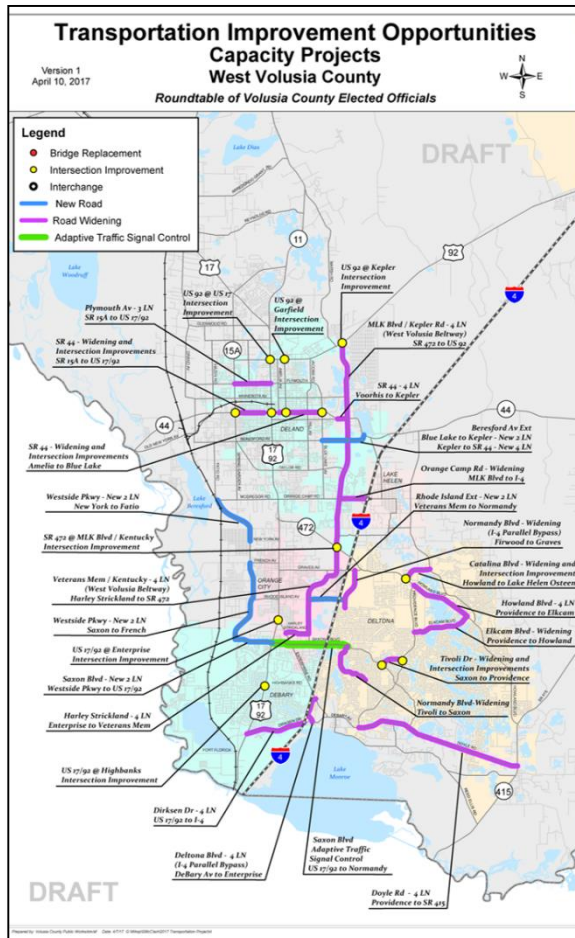 Transportation Improvement Opportunities
Capacity Projects
West Volusia County
Roundtable of Volusia County Elected Officials
Version 1
April 10, 2017
N
W
E
S
Legend
Bridge Replacement
Intersection Improvement
Interchange
New Road
Road Widening
Adaptive Traffic Signal Control
DRAFT
Lake Dias
Lake
Woodruff
11
17
92
4
US 92 @ US 17
Intersection
Improvement
US 92 @
Garfield
Intersection
Improvement
US 92 @ Kepler
Intersection
Improvement
Plymouth Av - 3 LN
SR 15A to US 17/92
15A
MLK Blvd / Kepler Rd - 4 LN
(West Volusia Beltway)
SR 472 to US 92
SR 44 - Widening and
Intersection Improvements
SR 15A to US 17/92
SR 44 - 4 LN
Voorhis to Kepler
44
44
DELAND
Beresford Av Ext
Blue Lake to Kepler - New 2 LN
Kepler to SR 44 - New 4 LN
SR 44 - Widening and
Intersection Improvements
Amelia to Blue Lake
17
92
LAKE
HELEN
Orange Camp Rd - Widening
MLK Blvd to I-4
Lake
Beresford
Westside Pkwy - New 2 LN
New York to Fatio
Rhode Island Ext - New 2 LN
Veterans Mem to Normandy
472
4
Normandy Blvd - Widening
(I-4 Parallel Bypass)
Firwood to Graves
SR 472 @ MLK Blvd / Kentucky
Intersection Improvement
Catalina Blvd - Widening and
Intersection Improvement
Howland to Lake Helen Osteen
Veterans Mem / Kentucky - 4 LN
(West Volusia Beltway)
Harley Strickland to SR 472
ORANGE
CITY
DELTONA
Howland Blvd - 4 LN
Providence to Elkcam
Westside Pkwy - New 2 LN
Saxon to French
Elkcam Blvd - Widening
Providence to Howland
US 17/92 @ Enterprise
Intersection Improvement
Tivoli Dr - Widening and
Intersection Improvements
Saxon to Providence
Saxon Blvd - New 2 LN
Westside Pkwy to US 17/92
DEBARY
17
92
Normandy Blvd-Widening
Tivoli to Saxon
Harley Strickland - 4 LN
Enterprise to Veterans Mem
US 17/92 @ Highbanks
Intersection Improvement
4
Lake
Monroe
415
Dirksen Dr - 4 LN
US 17/92 to I-4
Saxon Blvd
Adaptive Traffic
Signal Control
US 17/92 to Normandy
Deltona Blvd - 4 LN
(I-4 Parallel Bypass)
DeBary Av to Enterprise
Doyle Rd - 4 LN
Providence to SR 415
DRAFT